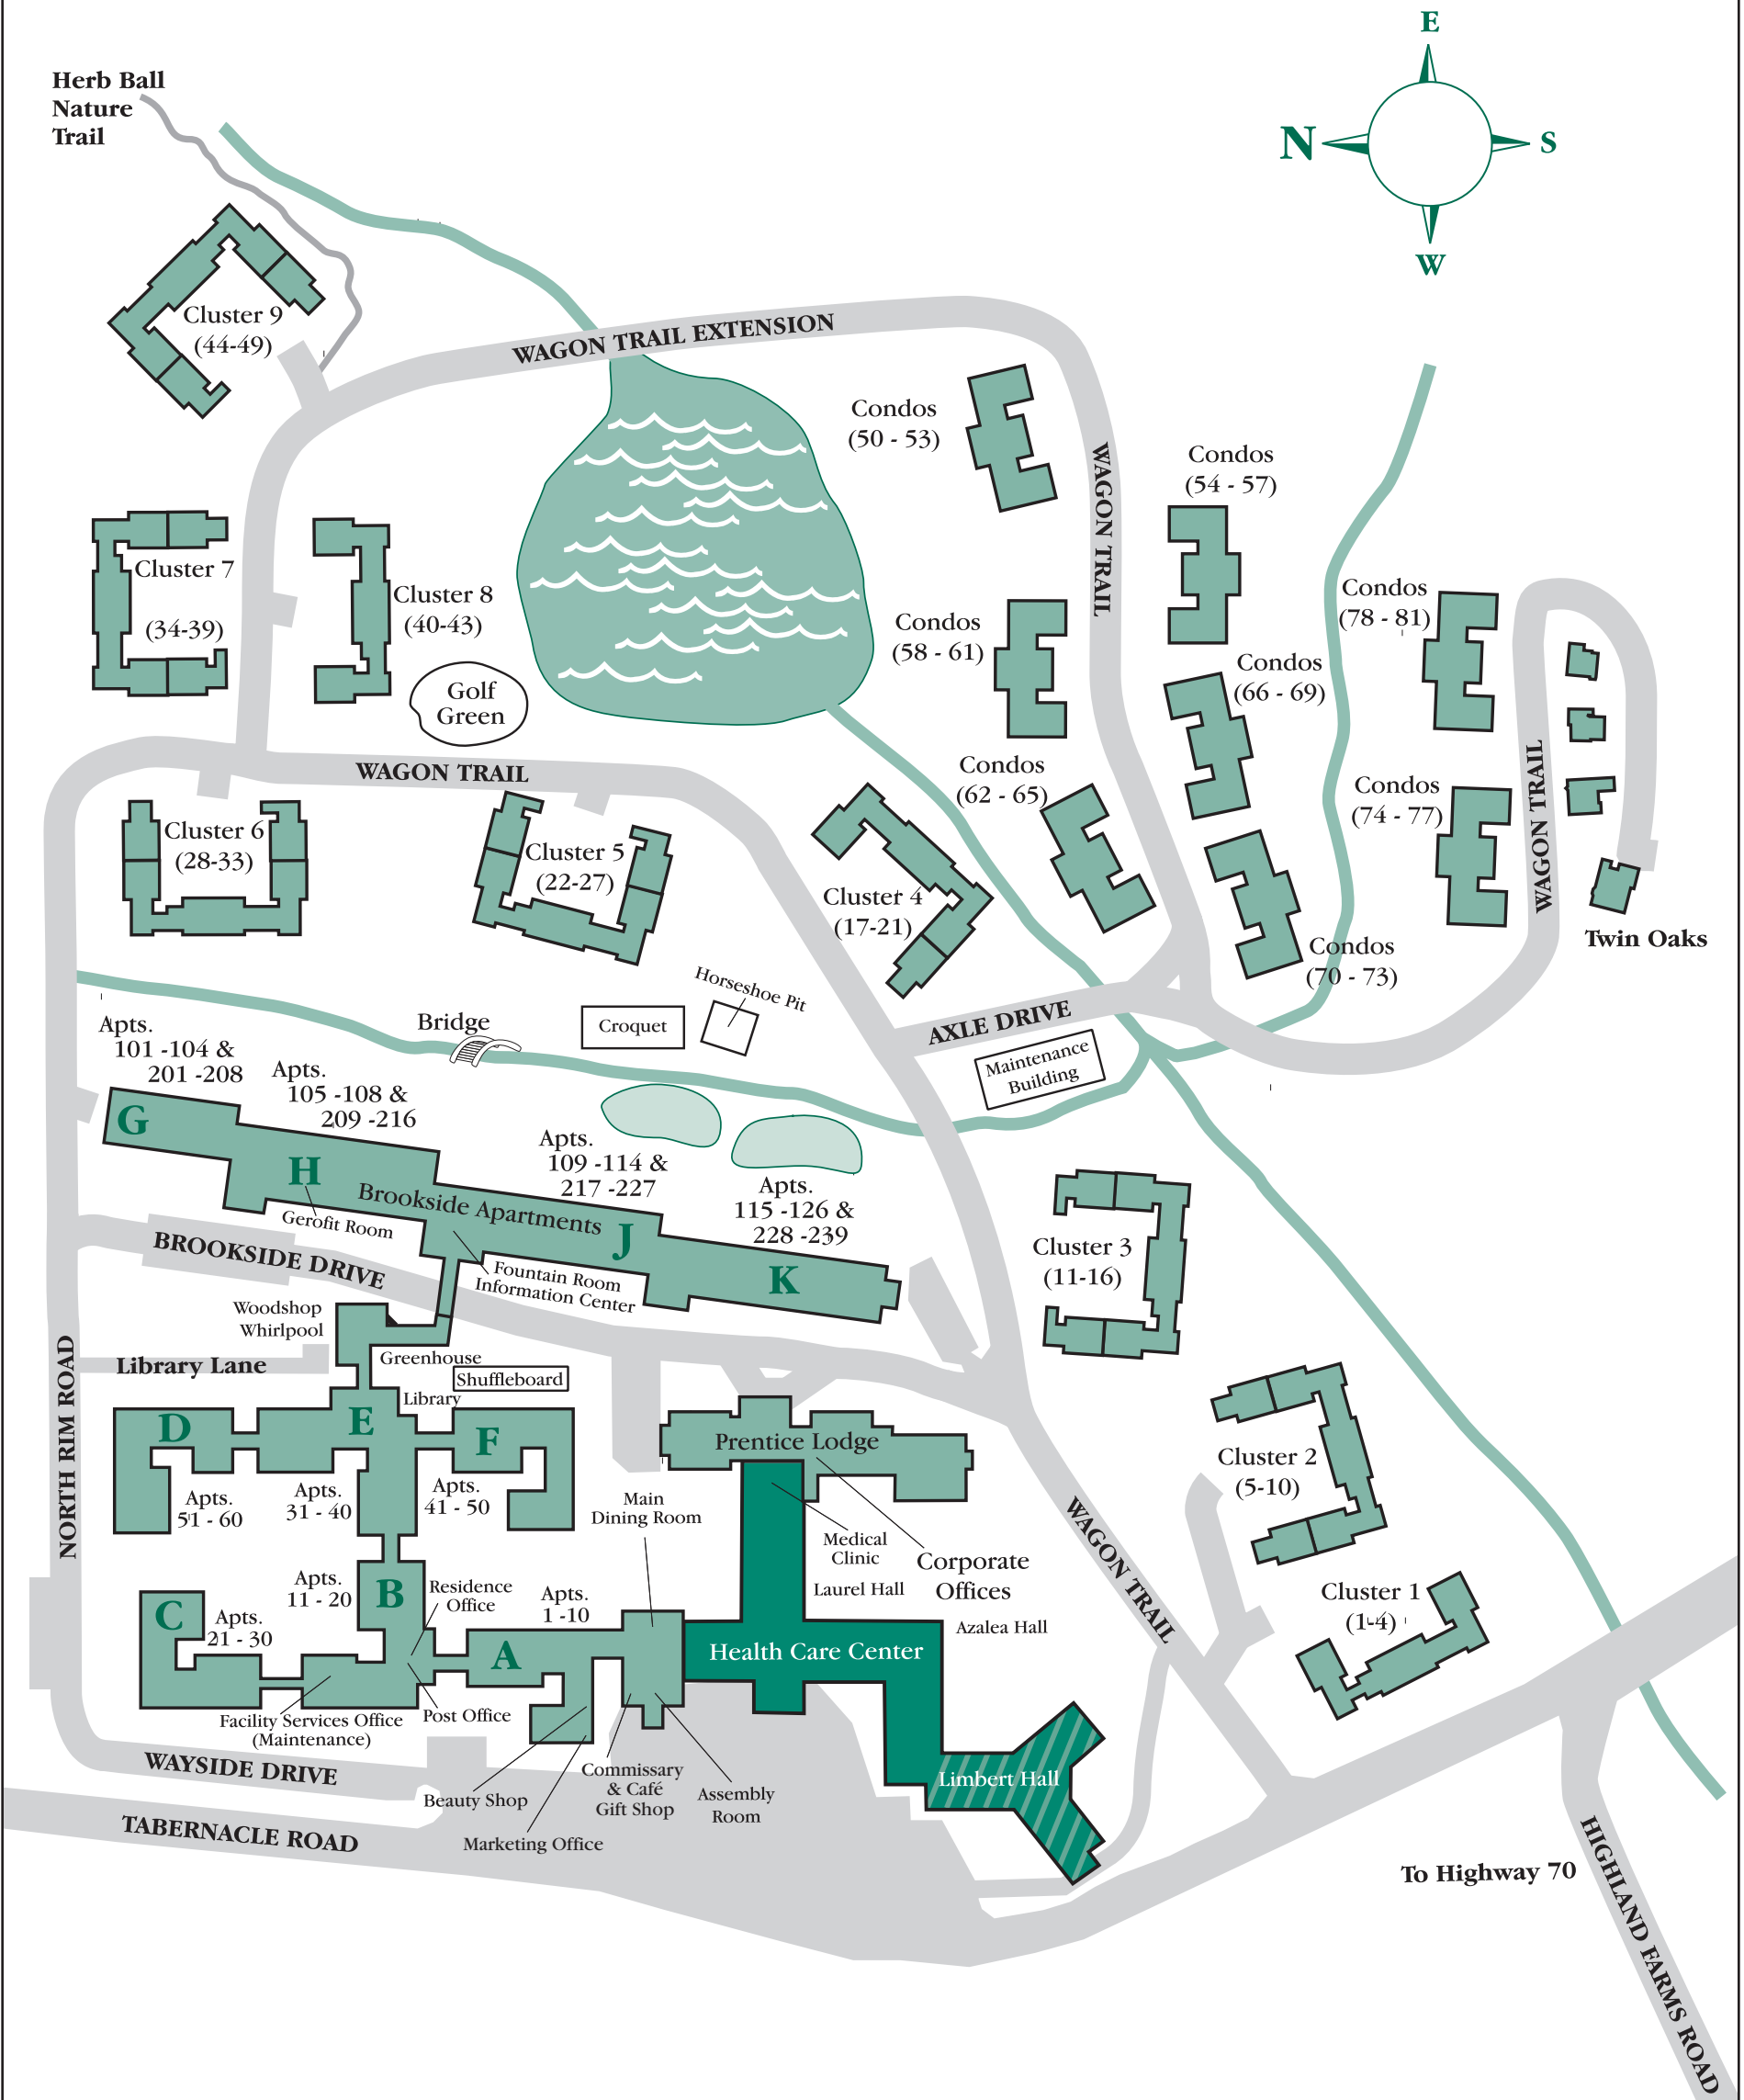 E
N
S
W
Herb Ball
Nature
Trail
Cluster 9
(44-49)
WAGON TRAIL EXTENSION
Condos
(50 - 53)
WAGON TRAIL
Condos
(54 - 57)
Cluster 7
(34-39)
Cluster 8
(40-43)
Golf
Green
Condos
(58 - 61)
Condos
(66 - 69)
Condos
(78 - 81)
WAGON TRAIL
Condos
(62 - 65)
Condos
(74 - 77)
WAGON TRAIL
Cluster 6
(28-33)
Cluster 5
(22-27)
Cluster 4
(17-21)
Condos
(70 - 73)
Twin Oaks
Horseshoe Pit
Croquet
Bridge
AXLE DRIVE
Maintenance
Building
Apts.
101 -104 &
201 -208
Apts.
105 -108 &
209 -216
Apts.
109 -114 &
217 -227
Apts.
115 -126 &
228 -239
G
H
Brookside Apartments
J
K
Gerofit Room
Fountain Room
Information Center
BROOKSIDE DRIVE
Cluster 3
(11-16)
Woodshop
Whirlpool
Library Lane
Greenhouse
Shuffleboard
Library
NORTH RIM ROAD
D
E
F
Prentice Lodge
Apts.
51 - 60
Apts.
31 - 40
Apts.
41 - 50
Main
Dining Room
Medical
Clinic
Corporate
Offices
Laurel Hall
Azalea Hall
WAGON TRAIL
Cluster 2
(5-10)
Cluster 1
(1-4)
Apts.
11 - 20
B
Residence
Office
Apts.
1 -10
C
Apts.
21 - 30
A
Health Care Center
Facility Services Office
(Maintenance)
Post Office
Limbert Hall
WAYSIDE DRIVE
Beauty Shop
Commissary
& Café
Gift Shop
Assembly
Room
Marketing Office
TABERNACLE ROAD
To Highway 70
HIGHLAND FARMS ROAD